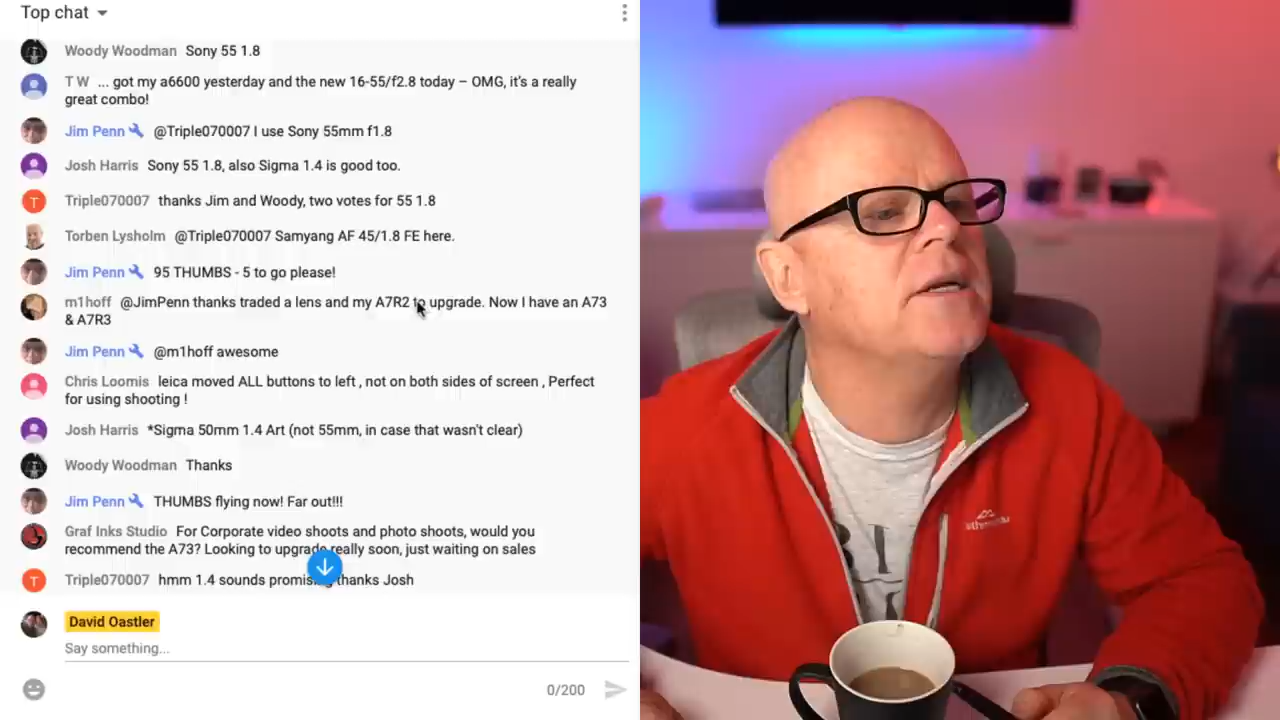 Top chat
Woody Woodman Sony 55 1.8
T W ... got my a6600 yesterday and the new 16-55/f2.8 today – OMG, it's a really
great combo!
Jim Penn @Triple070007 I use Sony 55mm f1.8
Josh Harris Sony 55 1.8, also Sigma 1.4 is good too.
T
Triple070007 thanks Jim and Woody, two votes for 55 1.8
Torben Lysholm @Triple070007 Samyang AF 45/1.8 FE here.
Jim Penn 95 THUMBS - 5 to go please!
m1hoff @JimPenn thanks traded a lens and my A7R2 to upgrade. Now I have an A73
& A7R3
Jim Penn @m1hoff awesome
Chris Loomis leica moved ALL buttons to left , not on both sides of screen , Perfect
for using shooting !
Josh Harris *Sigma 50mm 1.4 Art (not 55mm, in case that wasn't clear)
Woody Woodman Thanks
Jim Penn THUMBS flying now! Far out!!!
Graf Inks Studio For Corporate video shoots and photo shoots, would you
recommend the A73? Looking to upgrade really soon, just waiting on sales
T
Triple070007 hmm 1.4 sounds promising thanks Josh
David Oastler
Say something...
0/200